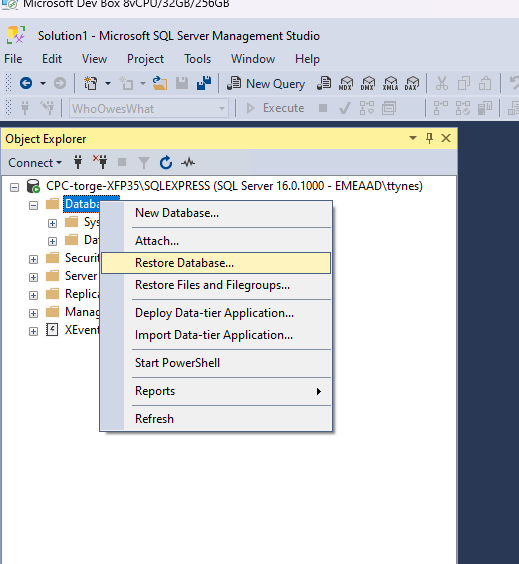 Microsoft Dev Box 8vCPU/32GB/256GB
Solution1 - Microsoft SQL Server Management Studio
File Edit View Project Tools Window Help
New Query MDX DMX XMLA DAX
WhoOwesWhat Execute
Object Explorer
Connect
CPC-torge-XFP35\SQLEXPRESS (SQL Server 16.0.1000 - EMEAAD\ttynes)
Databa
Sys
Dat
Securit
Server
Replic
Manag
XEvent
New Database...
Attach...
Restore Database...
Restore Files and Filegroups...
Deploy Data-tier Application...
Import Data-tier Application...
Start PowerShell
Reports
Refresh